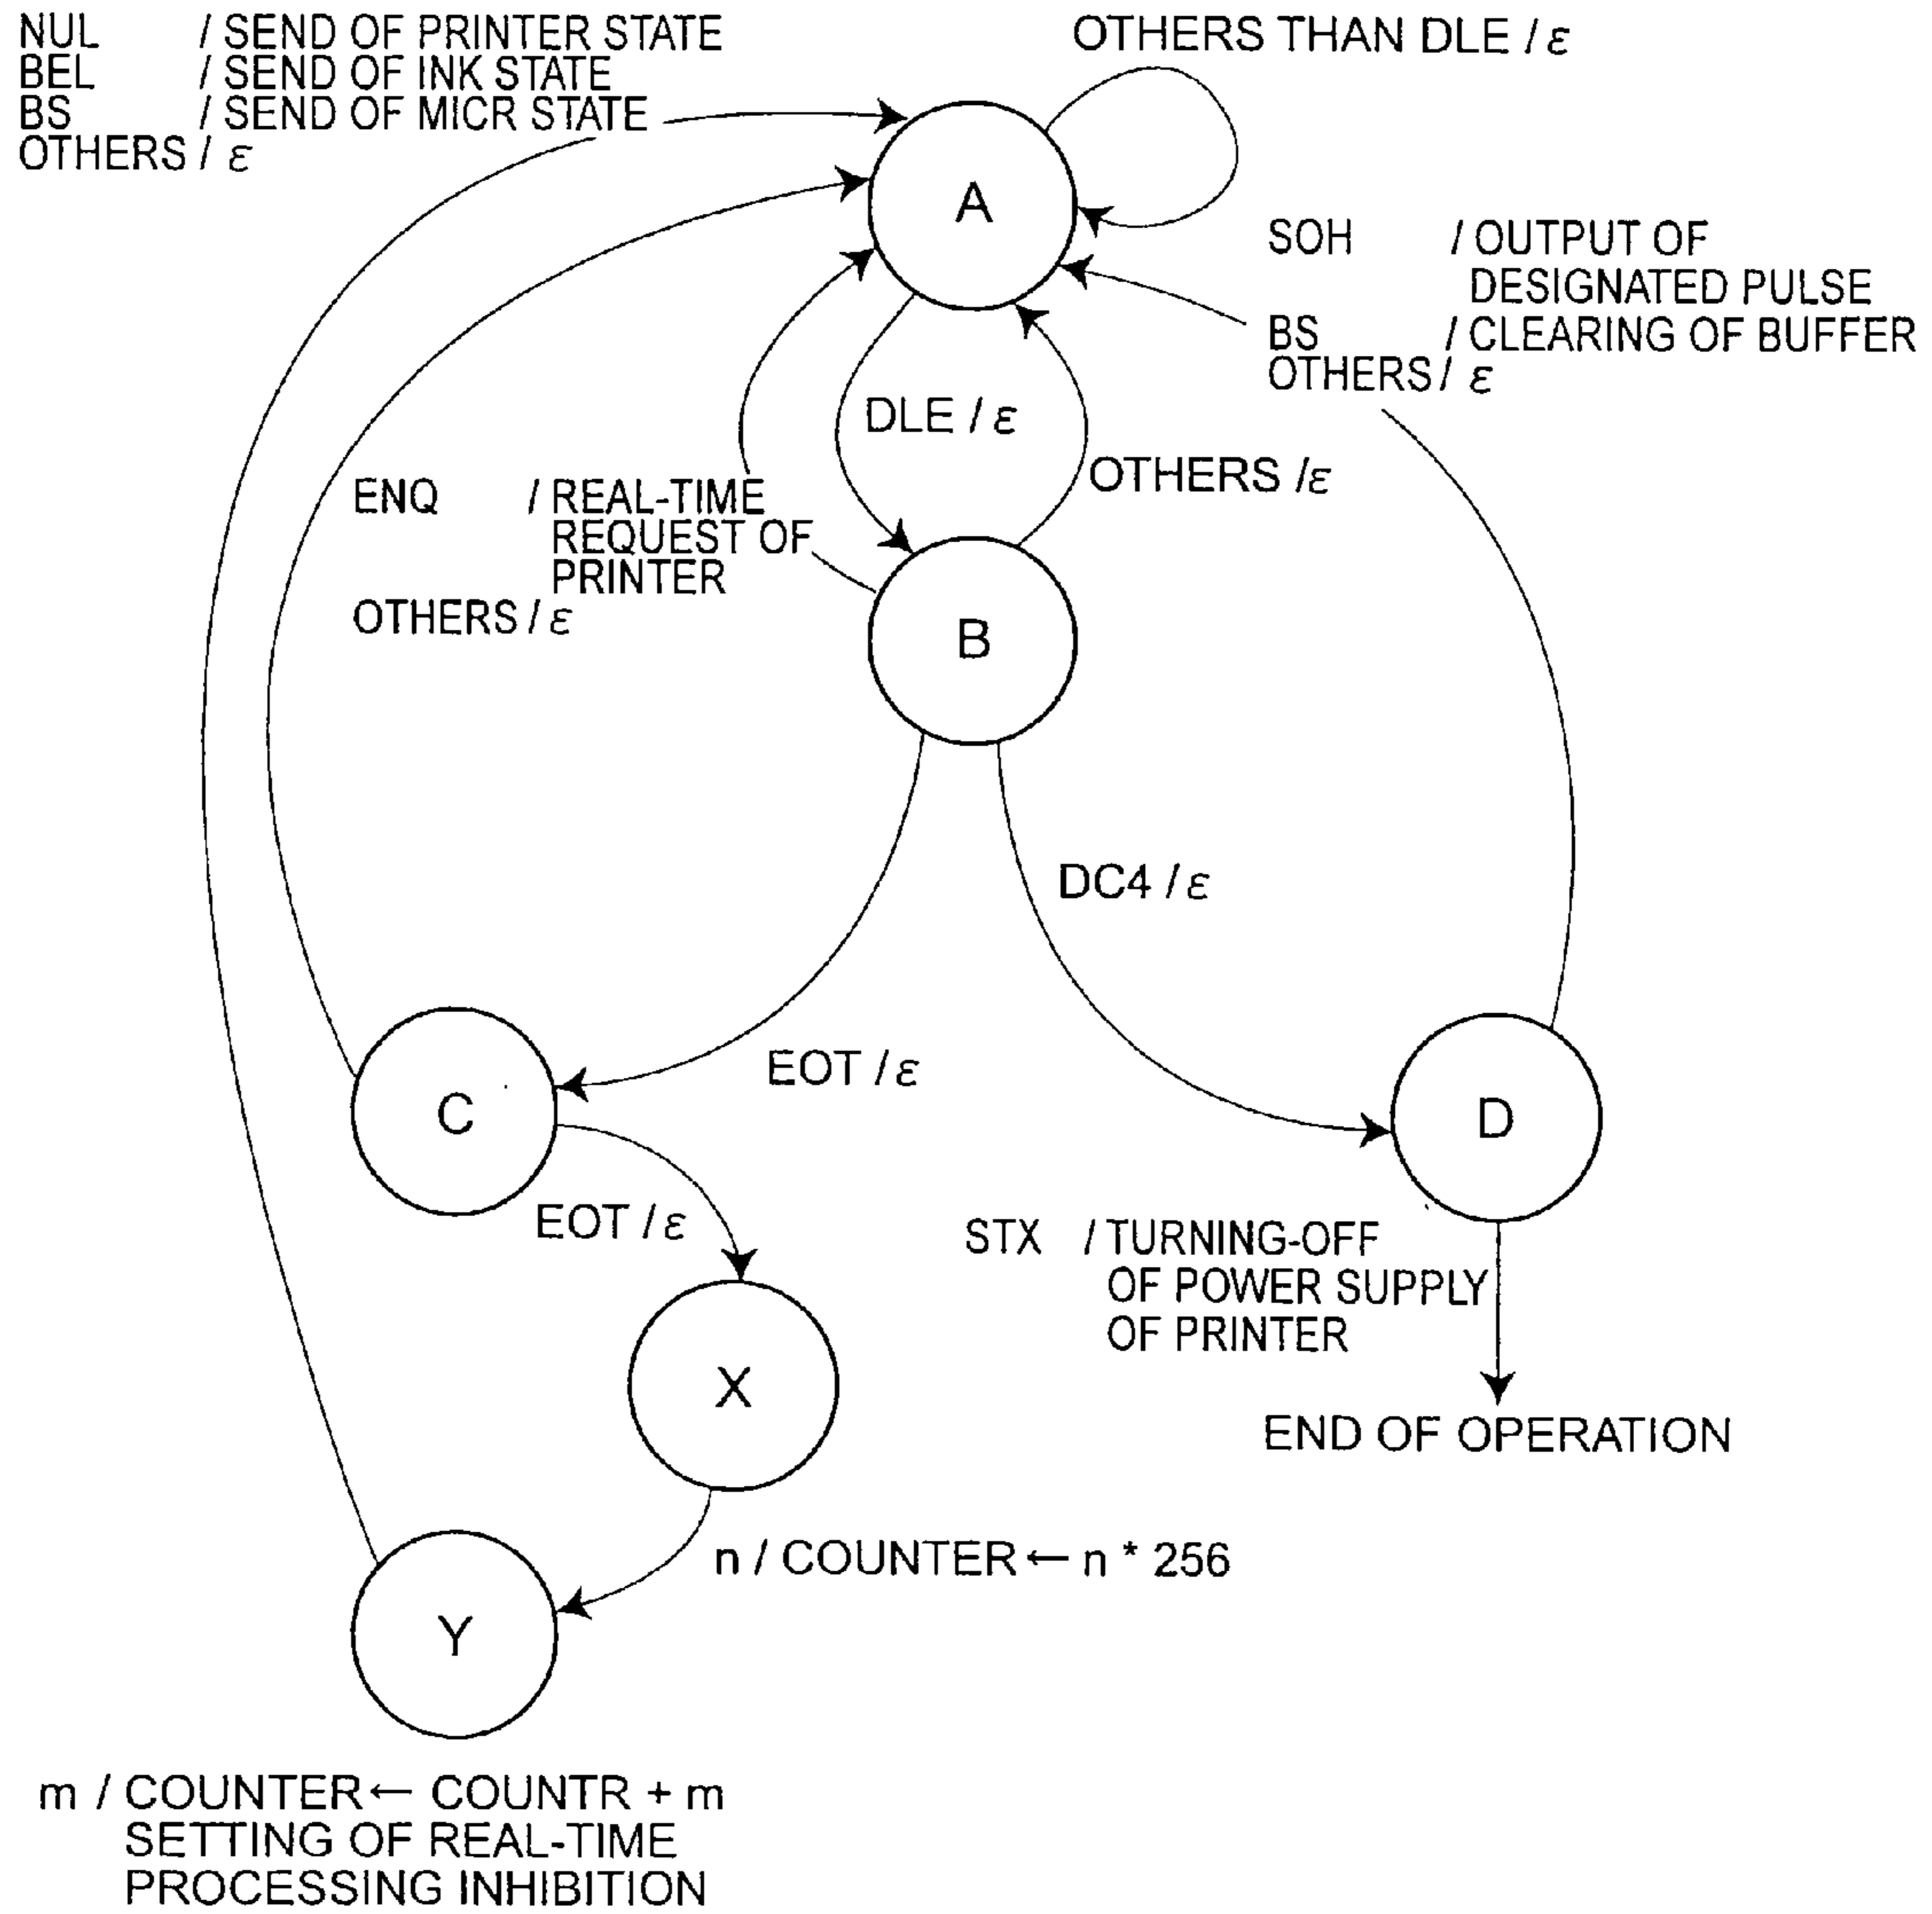 NUL / SEND OF PRINTER STATE
BEL / SEND OF INK STATE
BS / SEND OF MICR STATE
OTHERS / ε
OTHERS THAN DLE / ε
A
SOH / OUTPUT OF
DESIGNATED PULSE
BS / CLEARING OF BUFFER
OTHERS / ε
DLE / ε
OTHERS /ε
ENQ / REAL-TIME
REQUEST OF
PRINTER
OTHERS / ε
B
DC4 / ε
EOT / ε
C
D
EOT / ε
STX / TURNING-OFF
OF POWER SUPPLY
OF PRINTER
X
END OF OPERATION
n / COUNTER ← n * 256
Y
m / COUNTER ← COUNTR + m
SETTING OF REAL-TIME
PROCESSING INHIBITION